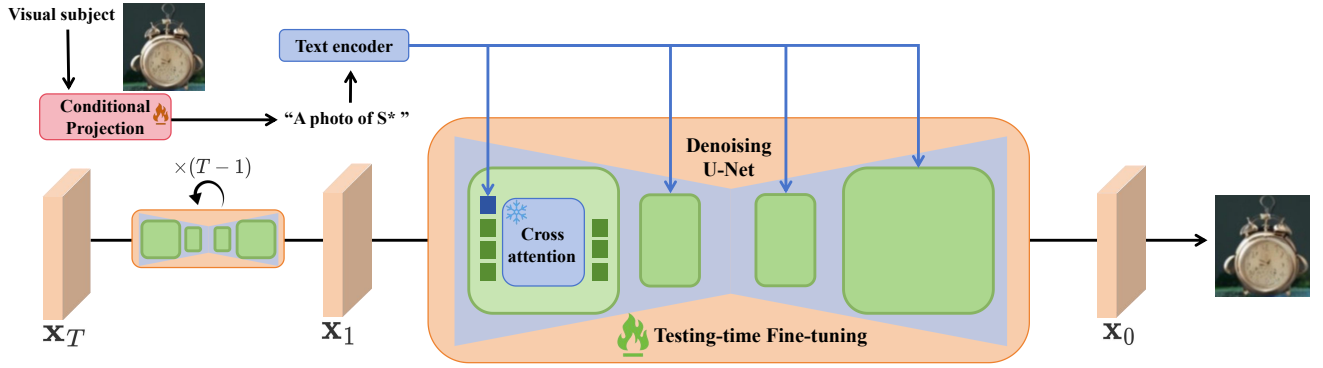 Visual subject
Text encoder
Conditional
Projection
“A photo of S* ”
Denoising
U-Net
×(T − 1)
Cross
attention
x_T
x_1
Testing-time Fine-tuning
x_0